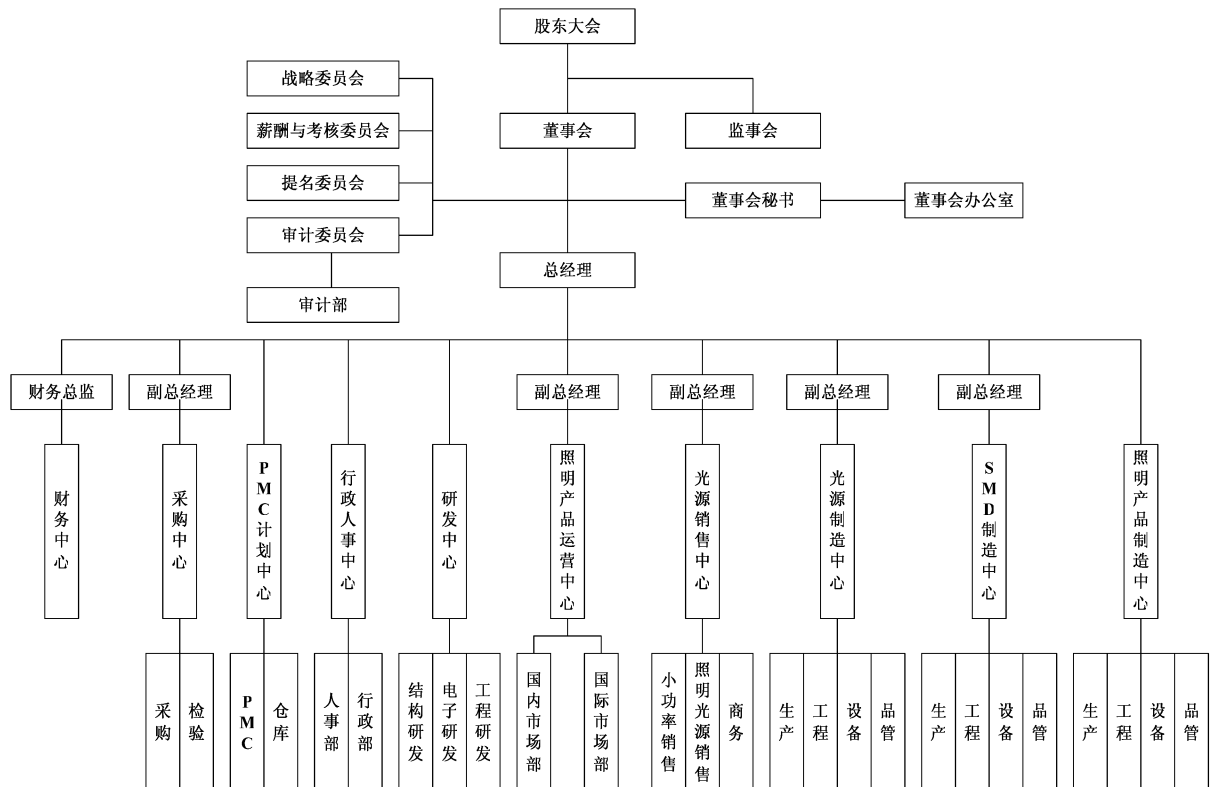 股东大会
战略委员会
薪酬与考核委员会
董事会
监事会
提名委员会
董事会秘书
董事会办公室
审计委员会
总经理
审计部
财务总监
副总经理
副总经理
副总经理
副总经理
副总经理
财务中心
采购中心
PMC计划中心
行政人事中心
研发中心
照明产品运营中心
光源销售中心
光源制造中心
SMD制造中心
照明产品制造中心
采购
检验
PMC
仓库
人事部
行政部
结构研发
电子研发
工程研发
国内市场部
国际市场部
小功率销售
照明光源销售
商务
生产
工程
设备
品管
生产
工程
设备
品管
生产
工程
设备
品管